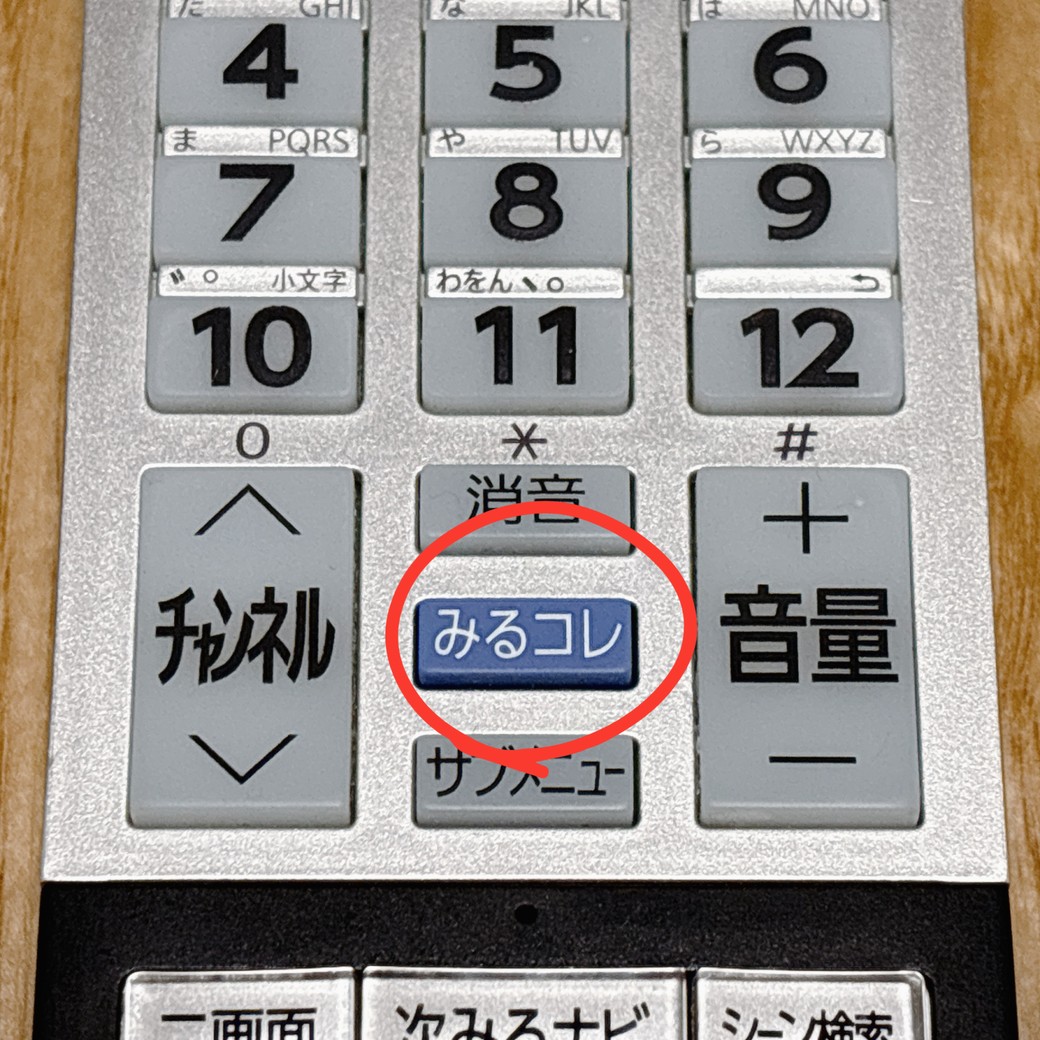 た GHI な JKL は MNO
4 5 6
ま PQRS や TUV ら WXYZ
7 8 9
゛゜ 小文字 わをん、。
10 11 12
0 * #
消音
チャンネル みるコレ + 音量 −
サブメニュー
二画面 次みるナビ シーン検索